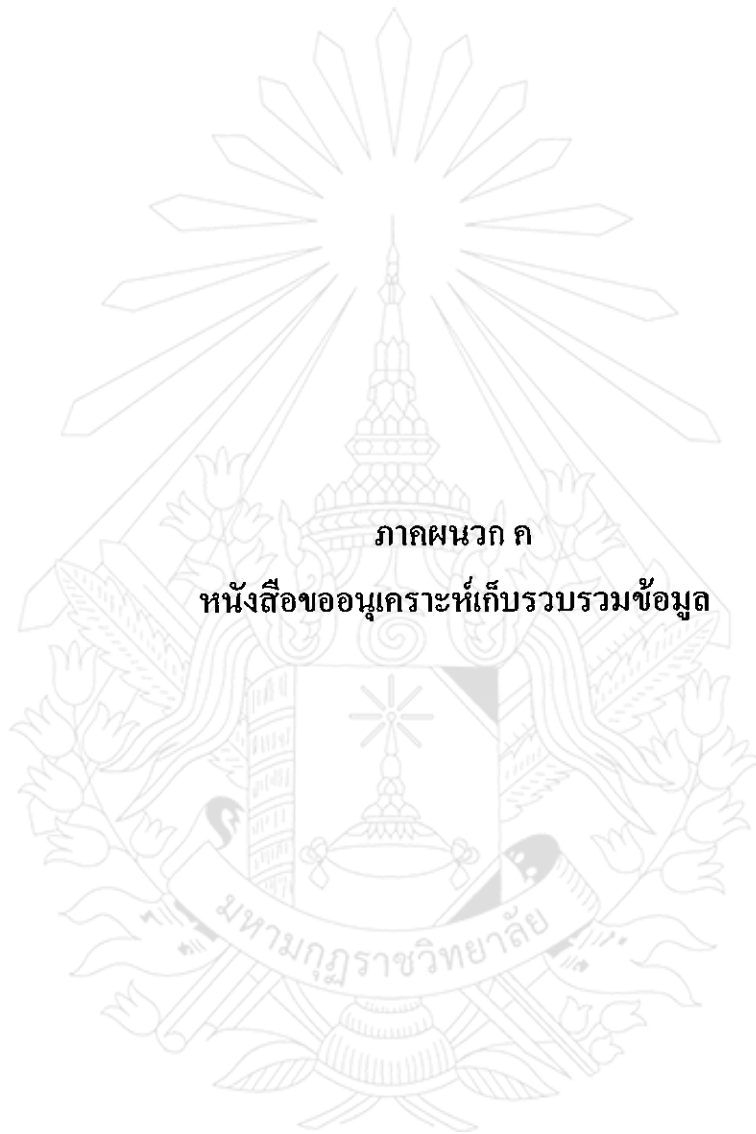 ภาคผนวก ค
หนังสือขออนุเคราะห์เก็บรวบรวมข้อมูล
มหามกุฏราชวิทยาลัย